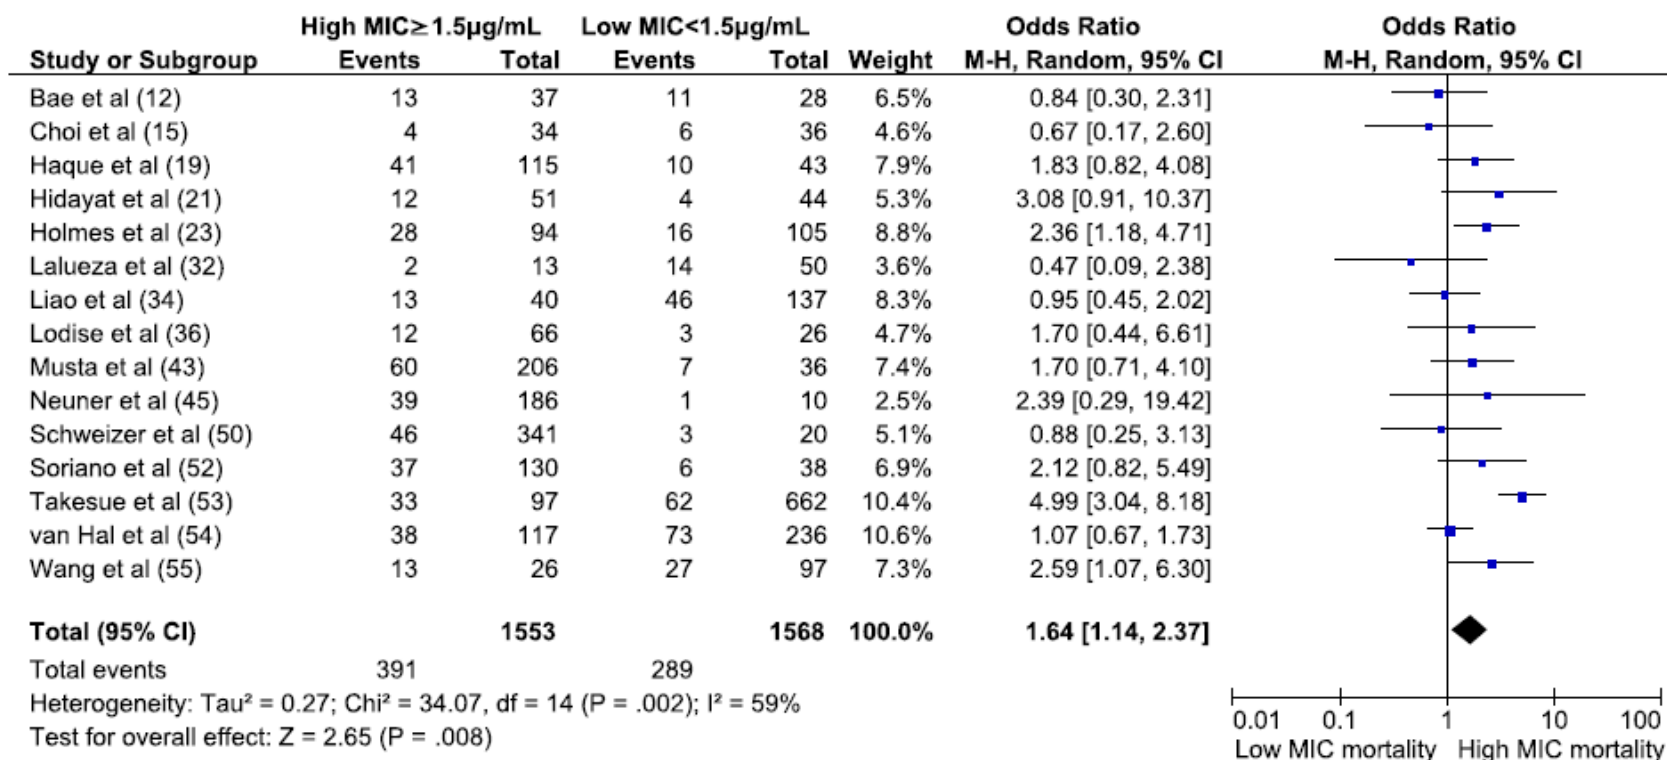 High MIC≥1.5μg/mL Low MIC<1.5μg/mL Odds Ratio Odds Ratio
Study or Subgroup Events Total Events Total Weight M-H, Random, 95% CI M-H, Random, 95% CI
Bae et al (12) 13 37 11 28 6.5% 0.84 [0.30, 2.31]
Choi et al (15) 4 34 6 36 4.6% 0.67 [0.17, 2.60]
Haque et al (19) 41 115 10 43 7.9% 1.83 [0.82, 4.08]
Hidayat et al (21) 12 51 4 44 5.3% 3.08 [0.91, 10.37]
Holmes et al (23) 28 94 16 105 8.8% 2.36 [1.18, 4.71]
Lalueza et al (32) 2 13 14 50 3.6% 0.47 [0.09, 2.38]
Liao et al (34) 13 40 46 137 8.3% 0.95 [0.45, 2.02]
Lodise et al (36) 12 66 3 26 4.7% 1.70 [0.44, 6.61]
Musta et al (43) 60 206 7 36 7.4% 1.70 [0.71, 4.10]
Neuner et al (45) 39 186 1 10 2.5% 2.39 [0.29, 19.42]
Schweizer et al (50) 46 341 3 20 5.1% 0.88 [0.25, 3.13]
Soriano et al (52) 37 130 6 38 6.9% 2.12 [0.82, 5.49]
Takesue et al (53) 33 97 62 662 10.4% 4.99 [3.04, 8.18]
van Hal et al (54) 38 117 73 236 10.6% 1.07 [0.67, 1.73]
Wang et al (55) 13 26 27 97 7.3% 2.59 [1.07, 6.30]
Total (95% CI) 1553 1568 100.0% 1.64 [1.14, 2.37]
Total events 391 289
Heterogeneity: Tau² = 0.27; Chi² = 34.07, df = 14 (P = .002); I² = 59%
Test for overall effect: Z = 2.65 (P = .008)
0.01 0.1 1 10 100
Low MIC mortality High MIC mortality